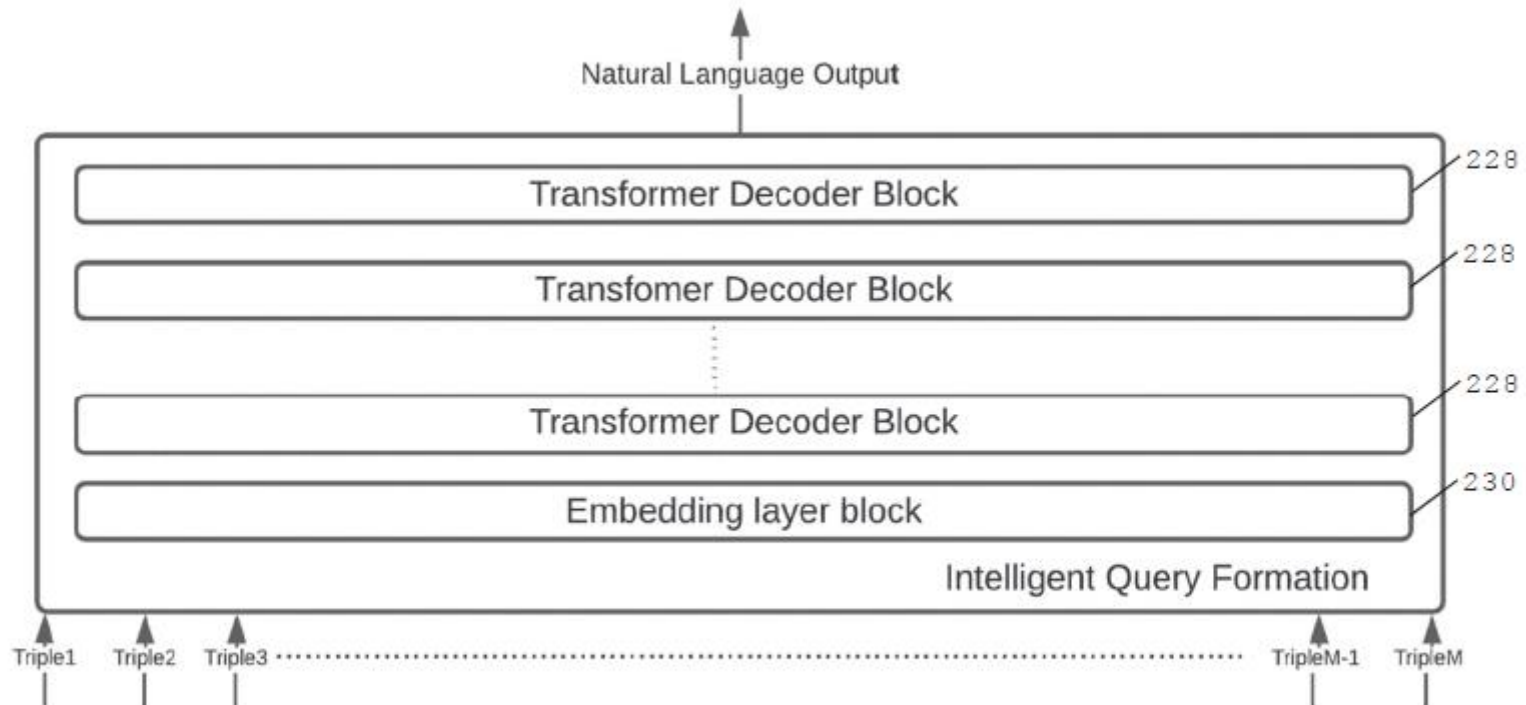 Natural Language Output
Transformer Decoder Block
228
Transfomer Decoder Block
228
Transformer Decoder Block
228
Embedding layer block
230
Intelligent Query Formation
Triple1 Triple2 Triple3 TripleM-1 TripleM